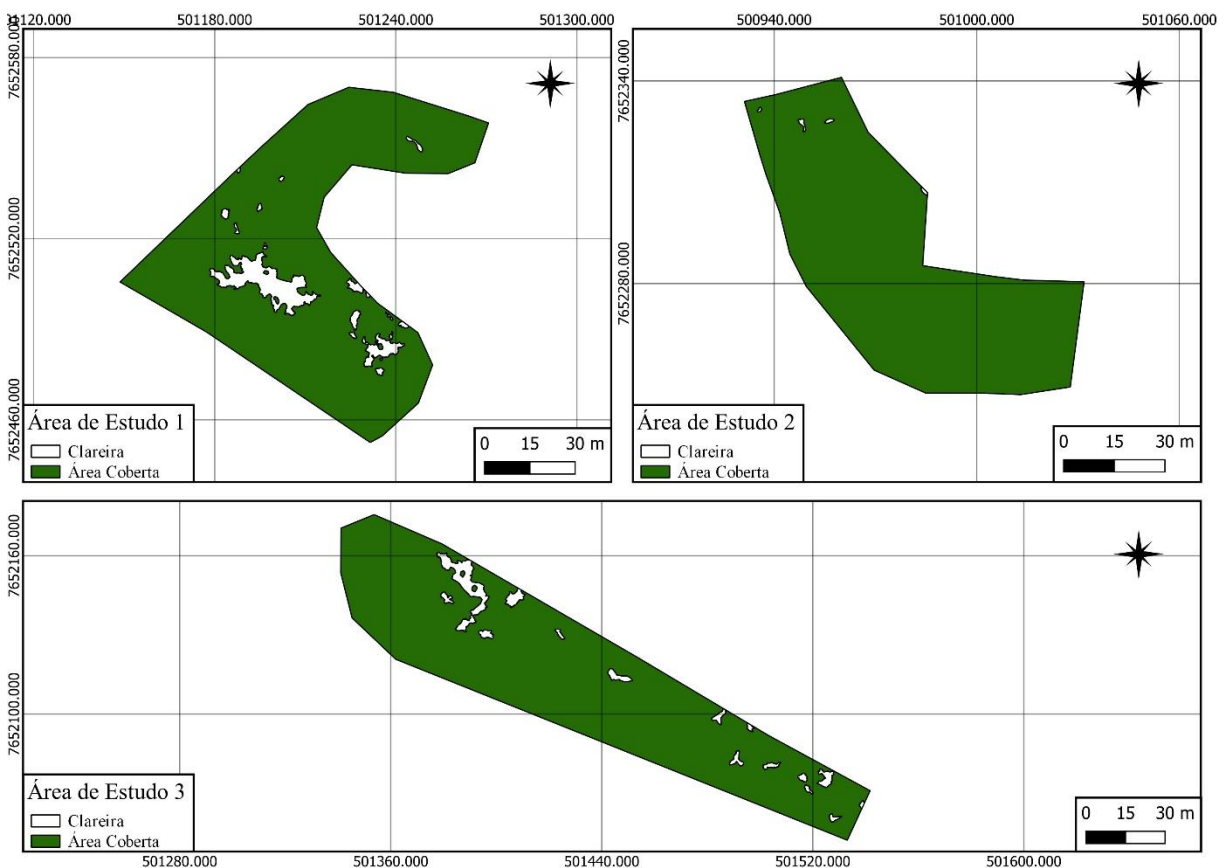 501120.000 501180.000 501240.000 501300.000
7652580.000
7652520.000
7652460.000
Área de Estudo 1
Clareira
Área Coberta
0 15 30 m
500940.000 501000.000 501060.000
7652340.000
7652280.000
Área de Estudo 2
Clareira
Área Coberta
0 15 30 m
7652160.000
7652100.000
Área de Estudo 3
Clareira
Área Coberta
0 15 30 m
501280.000 501360.000 501440.000 501520.000 501600.000